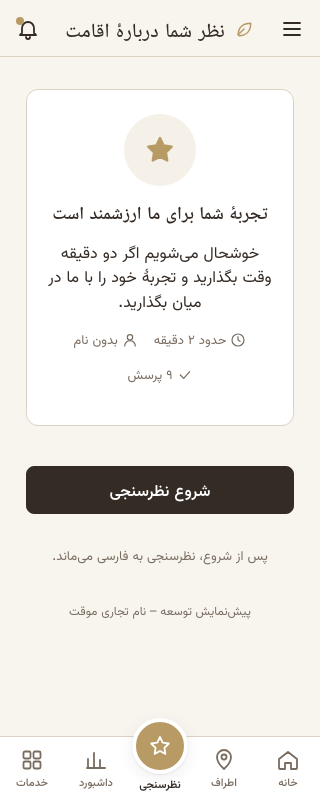 نظر شما دربارهٔ اقامت
تجربهٔ شما برای ما ارزشمند است
خوشحال می‌شویم اگر دو دقیقه
وقت بگذارید و تجربهٔ خود را با ما در
میان بگذارید.
حدود ۲ دقیقه بدون نام
۹ پرسش
شروع نظرسنجی
پس از شروع، نظرسنجی به فارسی می‌ماند.
پیش‌نمایش توسعه – نام تجاری موقت
خانه اطراف نظرسنجی داشبورد خدمات